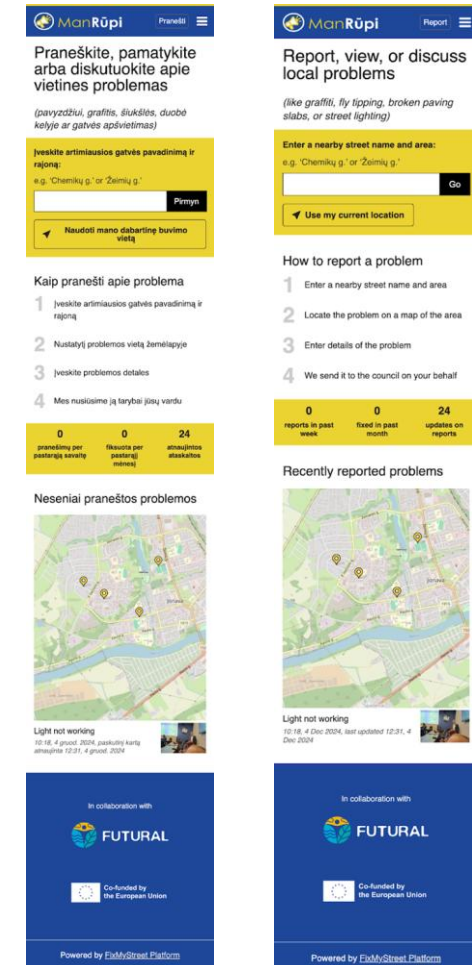 ManRūpi
Pranešti
Praneškite, pamatykite
arba diskutuokite apie
vietines problemas
(pavyzdžiui, grafitis, šiukšlės, duobė
kelyje ar gatvės apšvietimas)
Įveskite artimiausios gatvės pavadinimą ir
rajoną:
e.g. 'Chemikų g.' or 'Žeimių g.'
Pirmyn
Naudoti mano dabartinę buvimo
vietą
Kaip pranešti apie problema
1 Įveskite artimiausios gatvės pavadinimą ir
rajoną
2 Nustatytį problemos vietą žemėlapyje
3 Įveskite problemos detales
4 Mes nusiūsime ją tarybai jūsų vardu
0
pranešimų per
pastarąją savaitę
0
fiksuota per
pastarąjį
mėnesį
24
atnaujintos
ataskaitos
Neseniai praneštos problemos
Light not working
10:18, 4 gruod. 2024, paskutinį kartą
atnaujinta 12:31, 4 gruod. 2024
In collaboration with
FUTURAL
Co-funded by
the European Union
Powered by FixMyStreet Platform
ManRūpi
Report
Report, view, or discuss
local problems
(like graffiti, fly tipping, broken paving
slabs, or street lighting)
Enter a nearby street name and area:
e.g. 'Chemikų g.' or 'Žeimių g.'
Go
Use my current location
How to report a problem
1 Enter a nearby street name and area
2 Locate the problem on a map of the area
3 Enter details of the problem
4 We send it to the council on your behalf
0
reports in past
week
0
fixed in past
month
24
updates on
reports
Recently reported problems
Light not working
10:18, 4 Dec 2024, last updated 12:31, 4
Dec 2024
In collaboration with
FUTURAL
Co-funded by
the European Union
Powered by FixMyStreet Platform